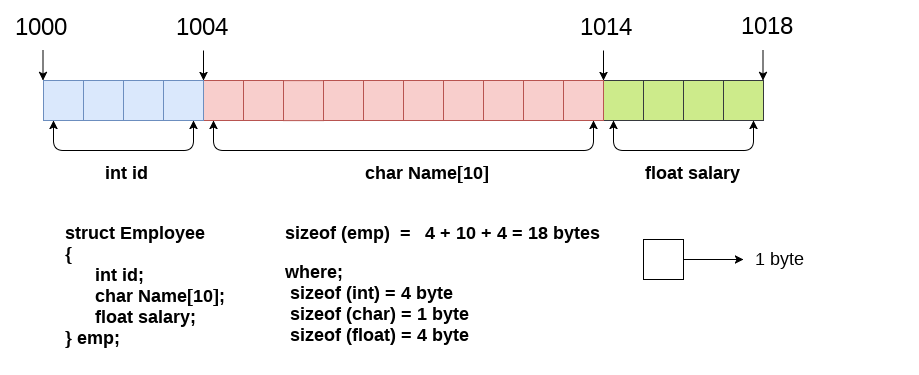 1000
1004
1014
1018
int id
char Name[10]
float salary
struct Employee
{
int id;
char Name[10];
float salary;
} emp;
sizeof (emp) = 4 + 10 + 4 = 18 bytes
where;
sizeof (int) = 4 byte
sizeof (char) = 1 byte
sizeof (float) = 4 byte
1 byte